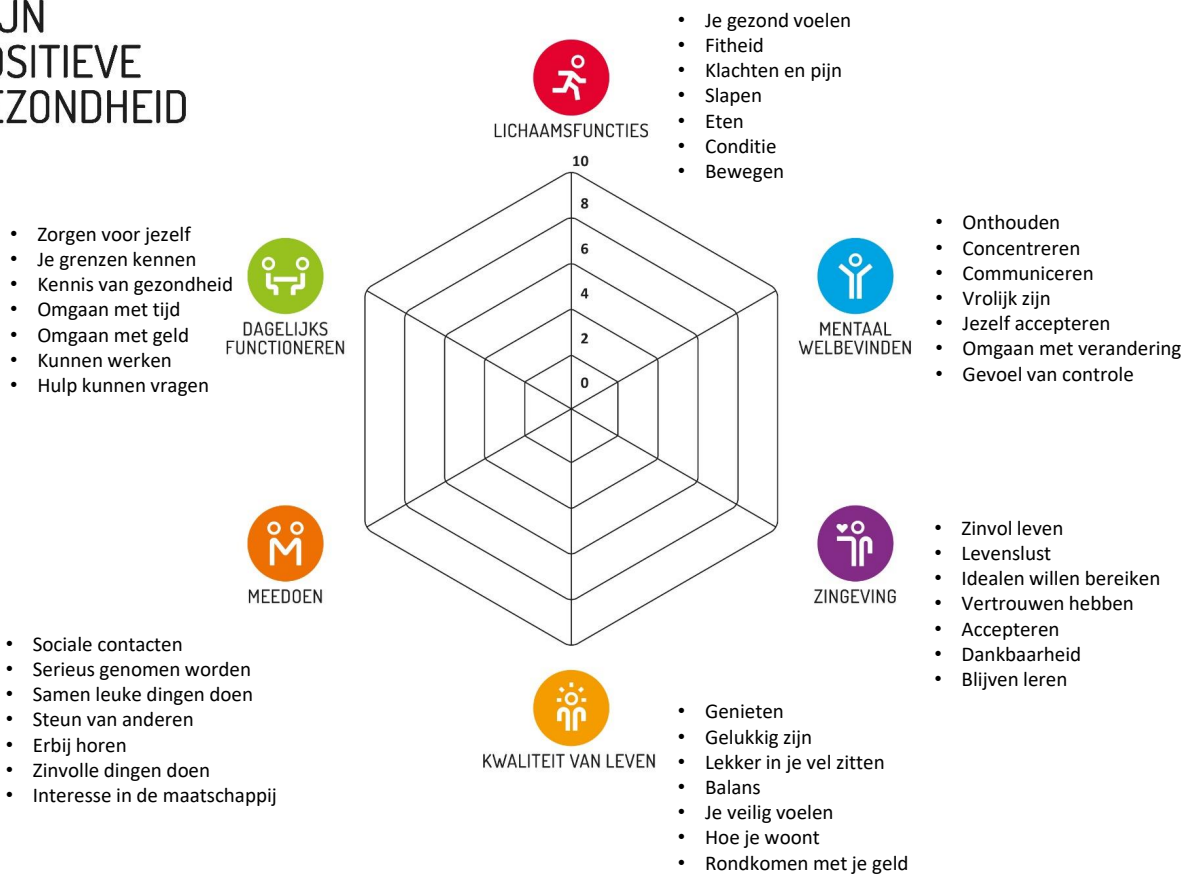 IJN
OSITIEVE
EZONDHEID
• Je gezond voelen
• Fitheid
• Klachten en pijn
• Slapen
• Eten
• Conditie
• Bewegen
LICHAAMSFUNCTIES
10
8
6
4
2
0
• Onthouden
• Concentreren
• Communiceren
• Vrolijk zijn
• Jezelf accepteren
• Omgaan met verandering
• Gevoel van controle
MENTAAL
WELBEVINDEN
• Zinvol leven
• Levenslust
• Idealen willen bereiken
• Vertrouwen hebben
• Accepteren
• Dankbaarheid
• Blijven leren
ZINGEVING
• Genieten
• Gelukkig zijn
• Lekker in je vel zitten
• Balans
• Je veilig voelen
• Hoe je woont
• Rondkomen met je geld
KWALITEIT VAN LEVEN
MEEDOEN
• Sociale contacten
• Serieus genomen worden
• Samen leuke dingen doen
• Steun van anderen
• Erbij horen
• Zinvolle dingen doen
• Interesse in de maatschappij
• Zorgen voor jezelf
• Je grenzen kennen
• Kennis van gezondheid
• Omgaan met tijd
• Omgaan met geld
• Kunnen werken
• Hulp kunnen vragen
DAGELIJKS
FUNCTIONEREN